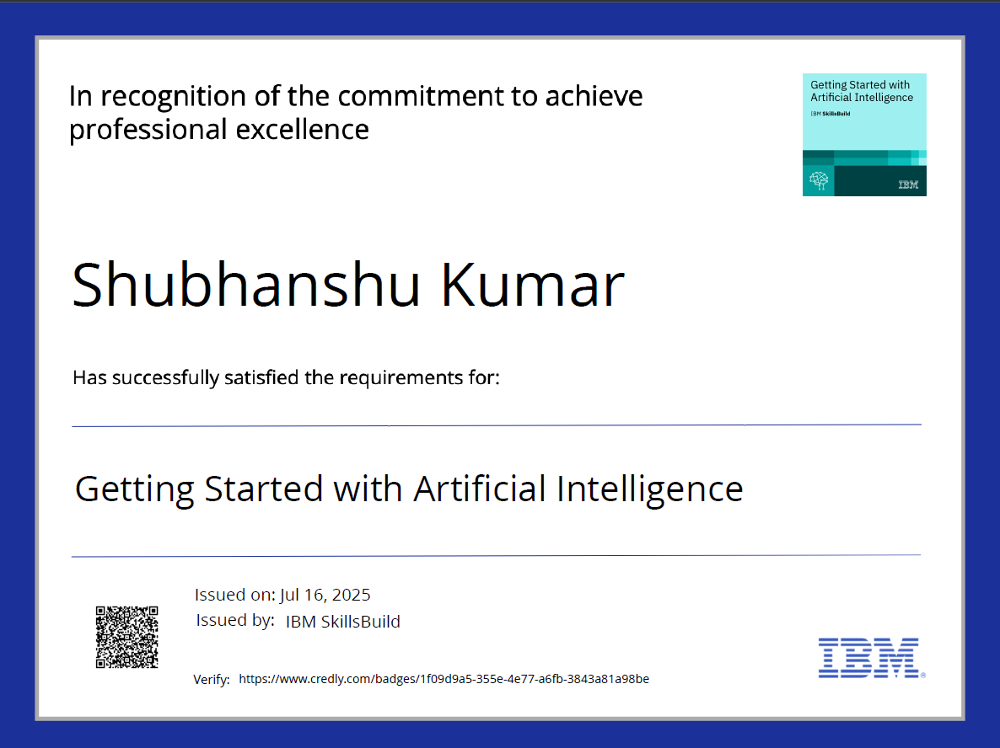 In recognition of the commitment to achieve
professional excellence
Getting Started with
Artificial Intelligence
IBM SkillsBuild
IBM
Shubhanshu Kumar
Has successfully satisfied the requirements for:
Getting Started with Artificial Intelligence
Issued on: Jul 16, 2025
Issued by: IBM SkillsBuild
Verify: https://www.credly.com/badges/1f09d9a5-355e-4e77-a6fb-3843a81a98be
IBM®